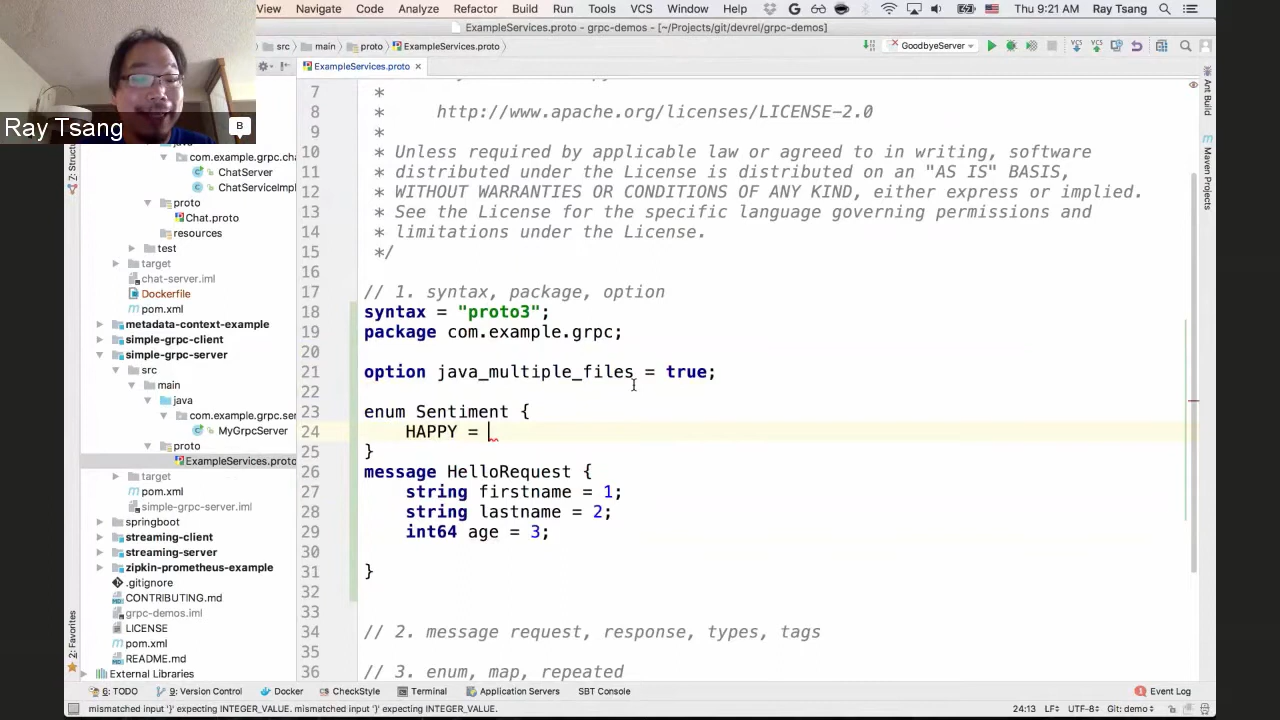 View Navigate Code Analyze Refactor Build Run Tools VCS Window Help Thu 9:21 AM Ray Tsang
ExampleServices.proto - grpc-demos - [~/Projects/git/devrel/grpc-demos]
src main proto ExampleServices.proto GoodbyeServer
ExampleServices.proto
Ray Tsang
B
java
com.example.grpc.cha
ChatServer
ChatServiceImpl
proto
Chat.proto
resources
test
target
chat-server.iml
Dockerfile
pom.xml
metadata-context-example
simple-grpc-client
simple-grpc-server
src
main
java
com.example.grpc.se
MyGrpcServer
proto
ExampleServices.proto
target
pom.xml
simple-grpc-server.iml
springboot
streaming-client
streaming-server
zipkin-prometheus-example
.gitignore
CONTRIBUTING.md
grpc-demos.iml
LICENSE
pom.xml
README.md
External Libraries
7 *
8 * http://www.apache.org/licenses/LICENSE-2.0
9 *
10 * Unless required by applicable law or agreed to in writing, software
11 * distributed under the License is distributed on an "AS IS" BASIS,
12 * WITHOUT WARRANTIES OR CONDITIONS OF ANY KIND, either express or implied.
13 * See the License for the specific language governing permissions and
14 * limitations under the License.
15 */
16
17 // 1. syntax, package, option
18 syntax = "proto3";
19 package com.example.grpc;
20
21 option java_multiple_files = true;
22
23 enum Sentiment {
24 HAPPY =
25 }
26 message HelloRequest {
27 string firstname = 1;
28 string lastname = 2;
29 int64 age = 3;
30
31 }
32
33
34 // 2. message request, response, types, tags
35
36 // 3. enum, map, repeated
Ant Build
Maven Projects
Z: Structure
2: Favorites
6: TODO 9: Version Control Docker CheckStyle Terminal Application Servers SBT Console Event Log
mismatched input '}' expecting INTEGER_VALUE. mismatched input '}' expecting INTEGER_VALUE. 24:13 LF÷ UTF-8÷ Git: demo÷